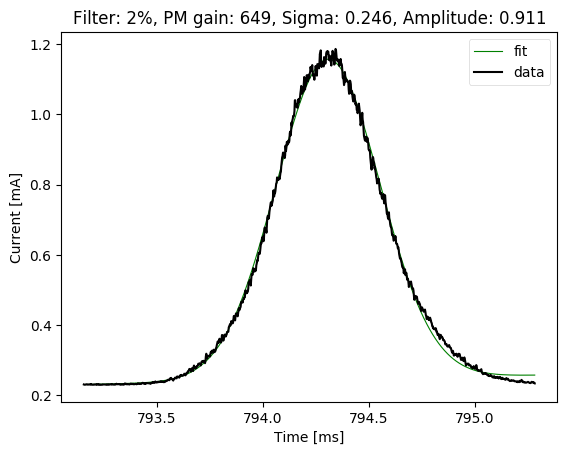 Filter: 2%, PM gain: 649, Sigma: 0.246, Amplitude: 0.911
fit
data
1.2
1.0
0.8
0.6
0.4
0.2
Current [mA]
793.5 794.0 794.5 795.0
Time [ms]